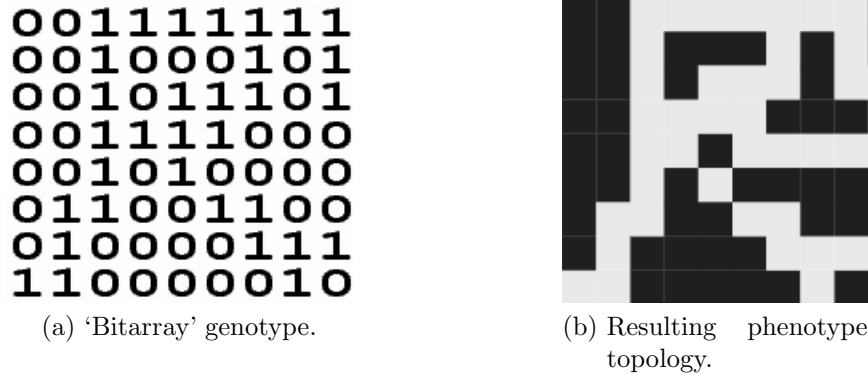 001111111
001000101
001011101
001111000
001010000
011001100
010000111
110000010
(a) ‘Bitarray’ genotype.
(b) Resulting phenotype
topology.